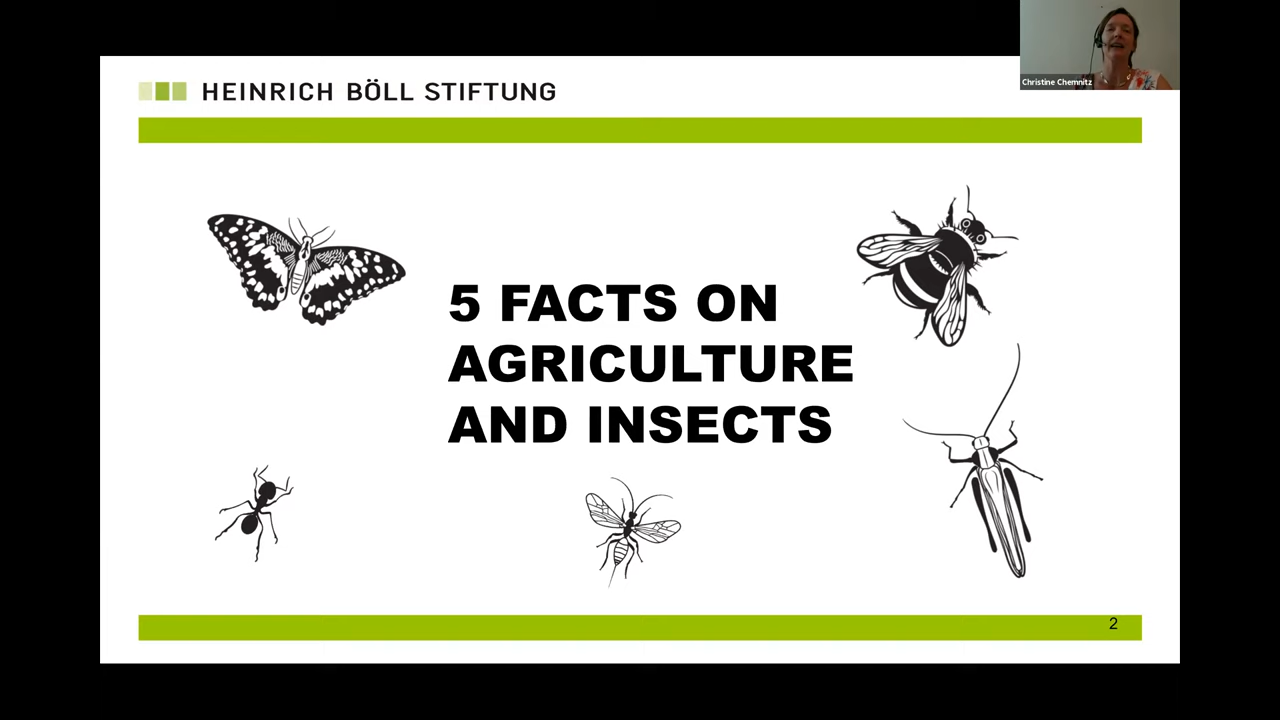 Christine Chemnitz
HEINRICH BÖLL STIFTUNG
5 FACTS ON
AGRICULTURE
AND INSECTS
2